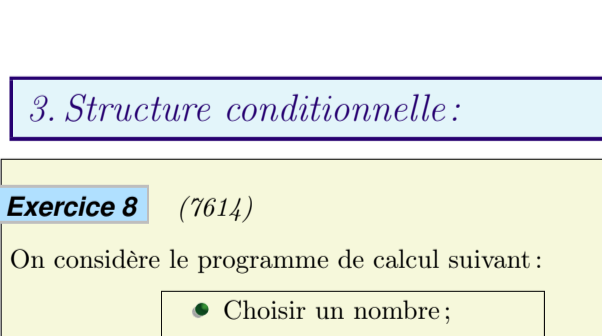 3. Structure conditionnelle :
Exercice 8 (7614)
On considère le programme de calcul suivant :
Choisir un nombre ;